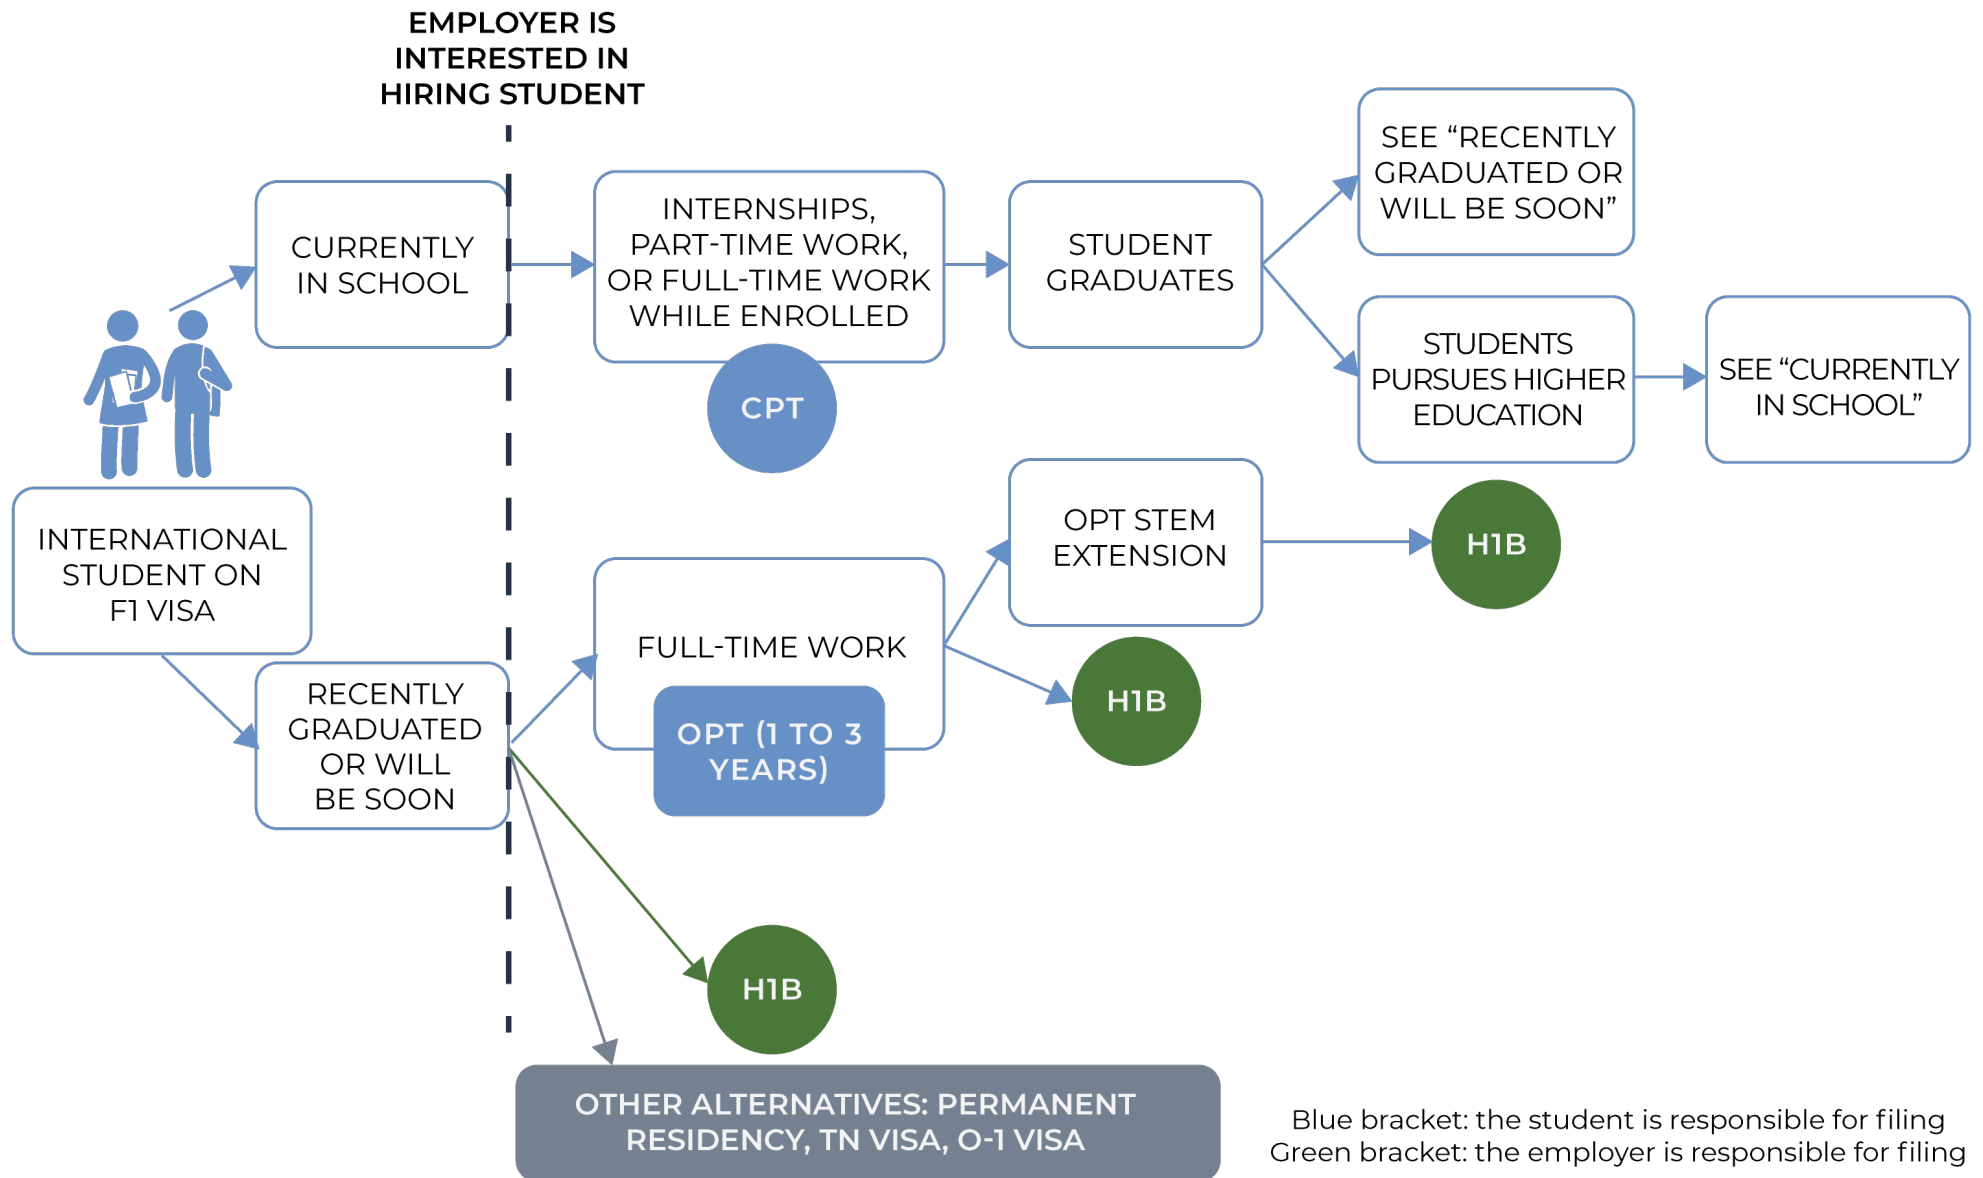 EMPLOYER IS
INTERESTED IN
HIRING STUDENT
CURRENTLY
IN SCHOOL
INTERNSHIPS,
PART-TIME WORK,
OR FULL-TIME WORK
WHILE ENROLLED
CPT
STUDENT
GRADUATES
SEE “RECENTLY
GRADUATED OR
WILL BE SOON”
STUDENTS
PURSUES HIGHER
EDUCATION
SEE “CURRENTLY
IN SCHOOL”
INTERNATIONAL
STUDENT ON
F1 VISA
RECENTLY
GRADUATED
OR WILL
BE SOON
FULL-TIME WORK
OPT (1 TO 3
YEARS)
OPT STEM
EXTENSION
H1B
H1B
H1B
OTHER ALTERNATIVES: PERMANENT
RESIDENCY, TN VISA, O-1 VISA
Blue bracket: the student is responsible for filing
Green bracket: the employer is responsible for filing